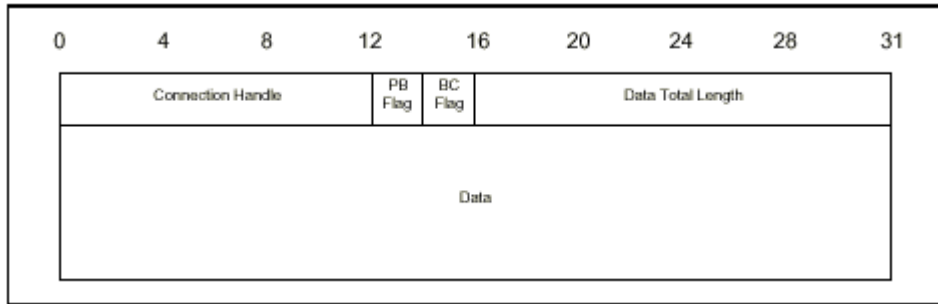 0 4 8 12 16 20 24 28 31
Connection Handle PB Flag BC Flag Data Total Length
Data